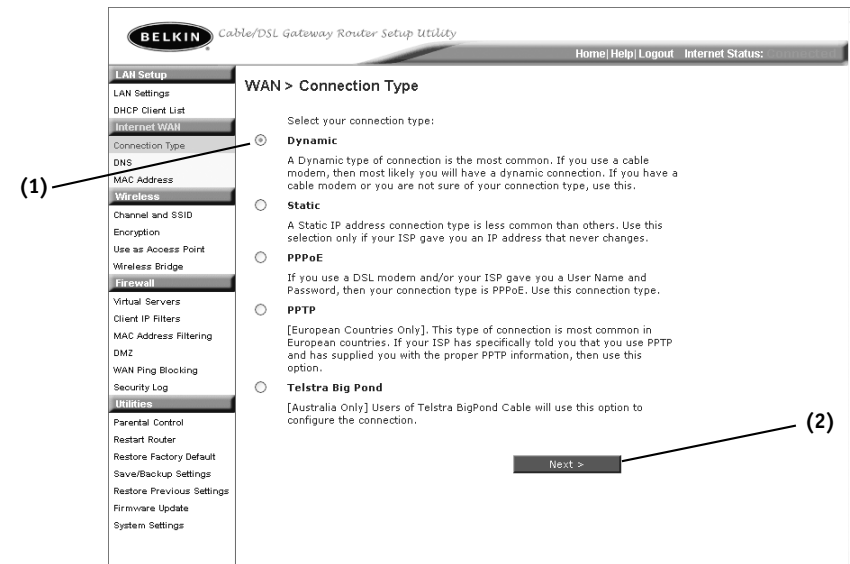 BELKIN
Cable/DSL Gateway Router Setup Utility
Home| Help| Logout Internet Status: Connected
LAN Setup
LAN Settings
DHCP Client List
Internet WAN
Connection Type
DNS
MAC Address
Wireless
Channel and SSID
Encryption
Use as Access Point
Wireless Bridge
Firewall
Virtual Servers
Client IP Filters
MAC Address Filtering
DMZ
WAN Ping Blocking
Security Log
Utilities
Parental Control
Restart Router
Restore Factory Default
Save/Backup Settings
Restore Previous Settings
Firmware Update
System Settings
(1)
WAN > Connection Type
Select your connection type:
Dynamic
A Dynamic type of connection is the most common. If you use a cable
modem, then most likely you will have a dynamic connection. If you have a
cable modem or you are not sure of your connection type, use this.
Static
A Static IP address connection type is less common than others. Use this
selection only if your ISP gave you an IP address that never changes.
PPPoE
If you use a DSL modem and/or your ISP gave you a User Name and
Password, then your connection type is PPPoE. Use this connection type.
PPTP
[European Countries Only]. This type of connection is most common in
European countries. If your ISP has specifically told you that you use PPTP
and has supplied you with the proper PPTP information, then use this
option.
Telstra Big Pond
[Australia Only] Users of Telstra BigPond Cable will use this option to
configure the connection.
(2)
Next >